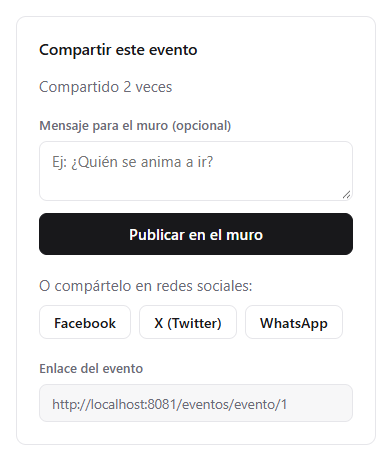 Compartir este evento
Compartido 2 veces
Mensaje para el muro (opcional)
Ej: ¿Quién se anima a ir?
Publicar en el muro
O compártelo en redes sociales:
Facebook
X (Twitter)
WhatsApp
Enlace del evento
http://localhost:8081/eventos/evento/1